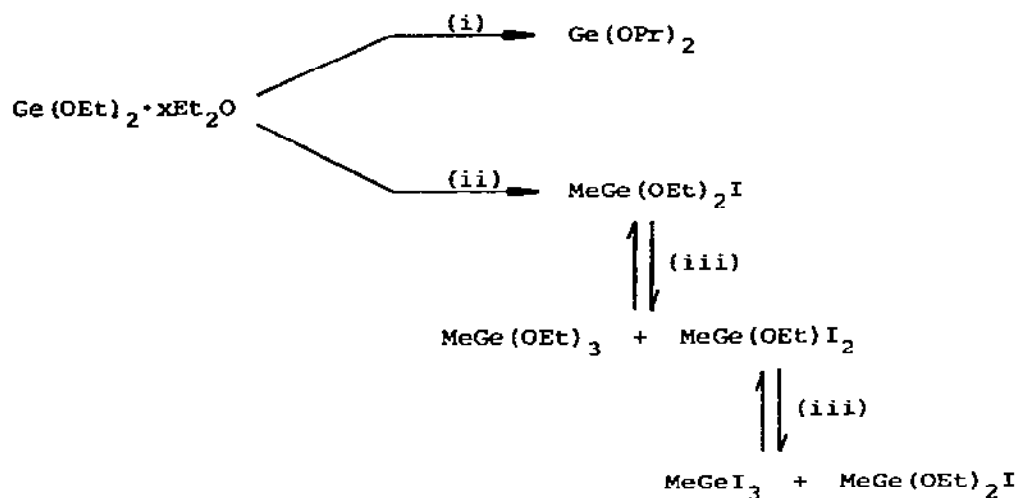 (i) Ge(OPr)2
Ge(OEt)2·xEt2O
(ii) MeGe(OEt)2I
(iii)
MeGe(OEt)3 + MeGe(OEt)I2
(iii)
MeGeI3 + MeGe(OEt)2I